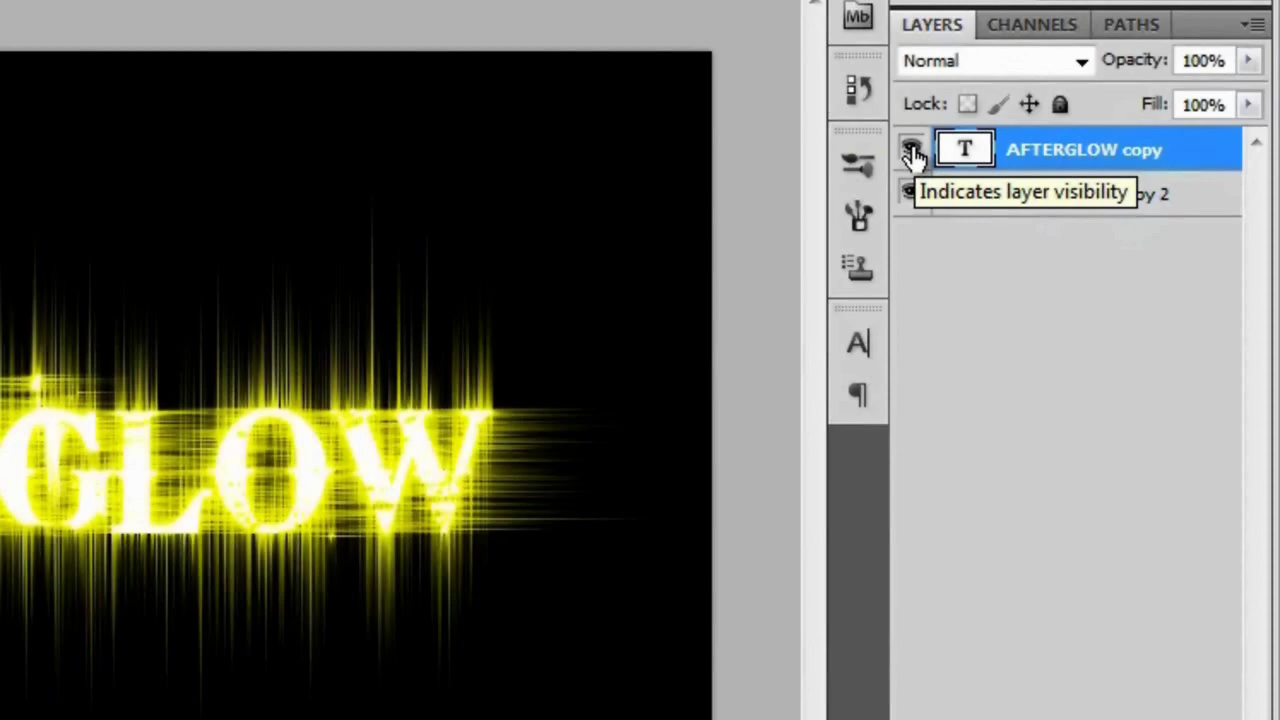 Mb
LAYERS CHANNELS PATHS
Normal Opacity: 100%
Lock: Fill: 100%
T AFTERGLOW copy
Indicates layer visibility py 2
A
GLOW